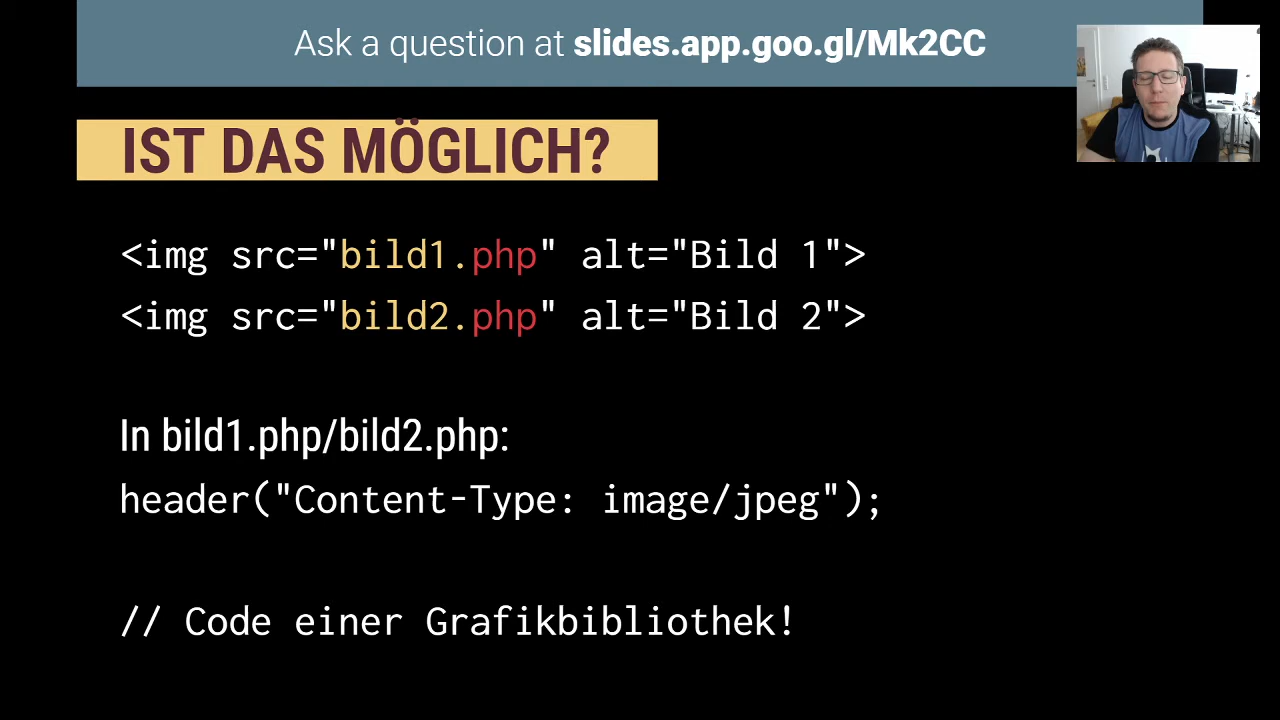 Ask a question at slides.app.goo.gl/Mk2CC
IST DAS MÖGLICH?
<img src="bild1.php" alt="Bild 1">
<img src="bild2.php" alt="Bild 2">
In bild1.php/bild2.php:
header("Content-Type: image/jpeg");
// Code einer Grafikbibliothek!